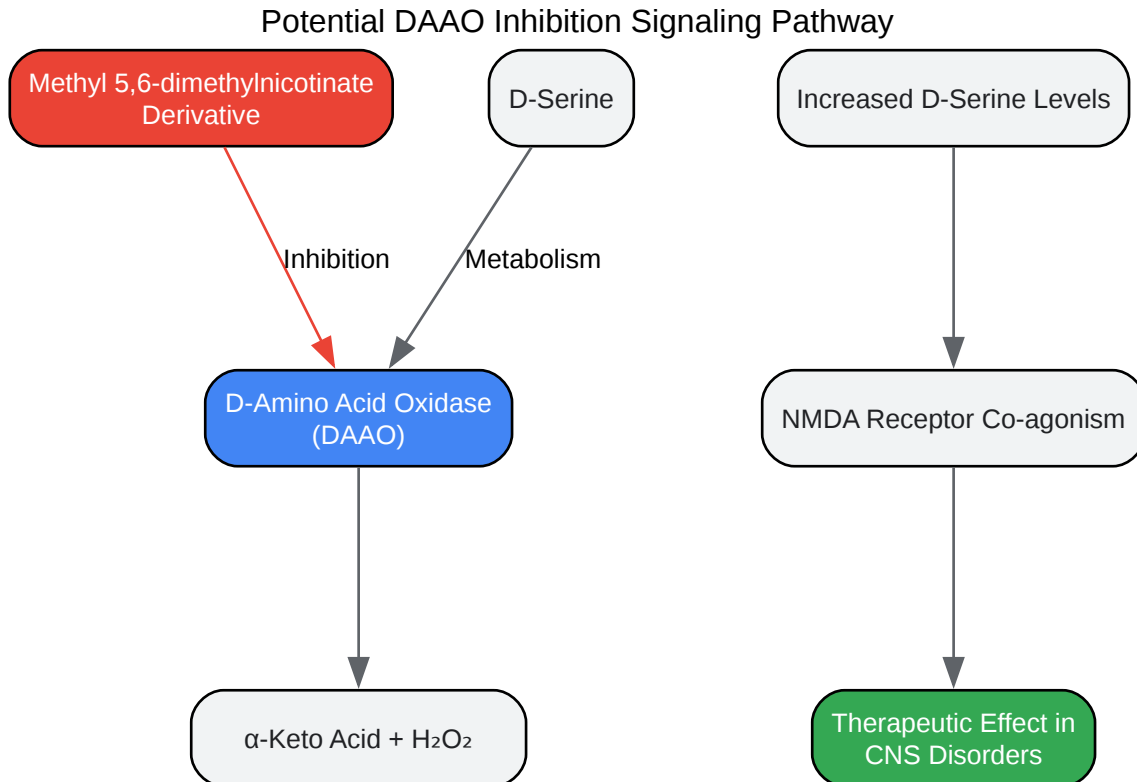 Potential DAAO Inhibition Signaling Pathway
Methyl 5,6-dimethylnicotinate
Derivative
D-Serine
Increased D-Serine Levels
Inhibition
Metabolism
D-Amino Acid Oxidase
(DAAO)
NMDA Receptor Co-agonism
α-Keto Acid + H₂O₂
Therapeutic Effect in
CNS Disorders